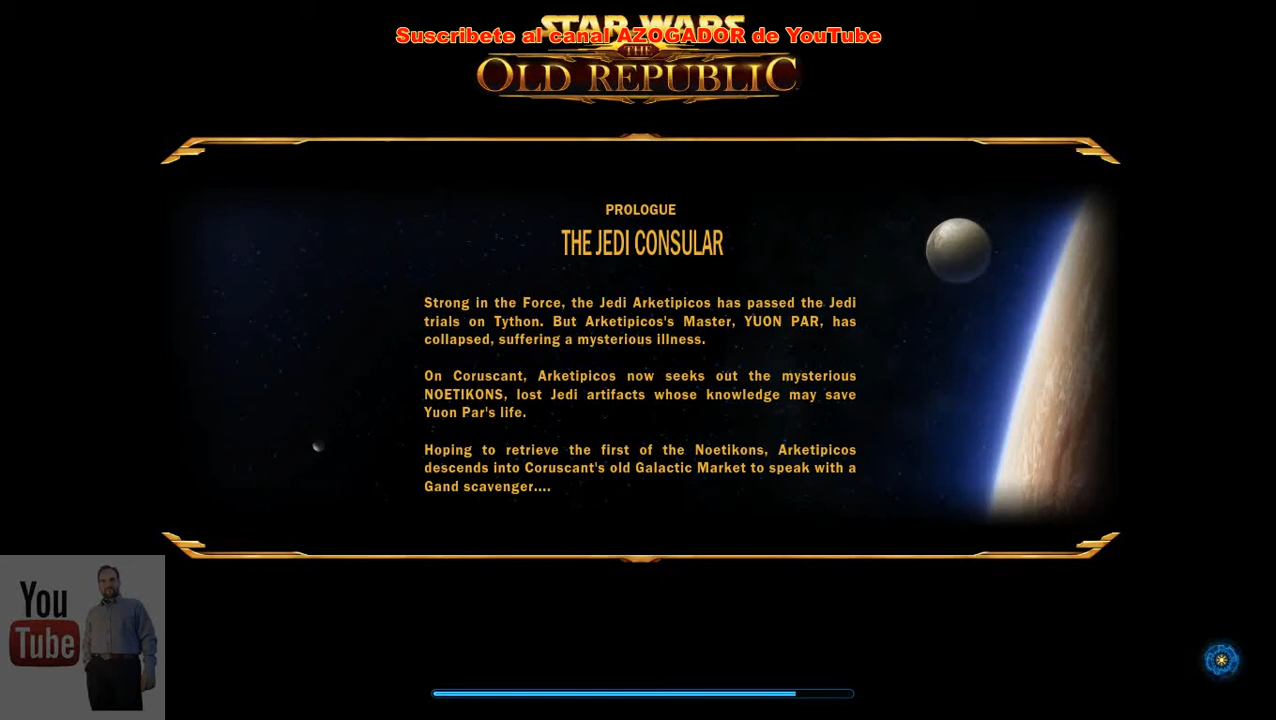 STAR WARS
Suscribete al canal AZOGADOR de YouTube
THE
OLD REPUBLIC
PROLOGUE
THE JEDI CONSULAR
Strong in the Force, the Jedi Arketipicos has passed the Jedi
trials on Tython. But Arketipicos's Master, YUON PAR, has
collapsed, suffering a mysterious illness.
On Coruscant, Arketipicos now seeks out the mysterious
NOETIKONS, lost Jedi artifacts whose knowledge may save
Yuon Par's life.
Hoping to retrieve the first of the Noetikons, Arketipicos
descends into Coruscant's old Galactic Market to speak with a
Gand scavenger....
You
Tube